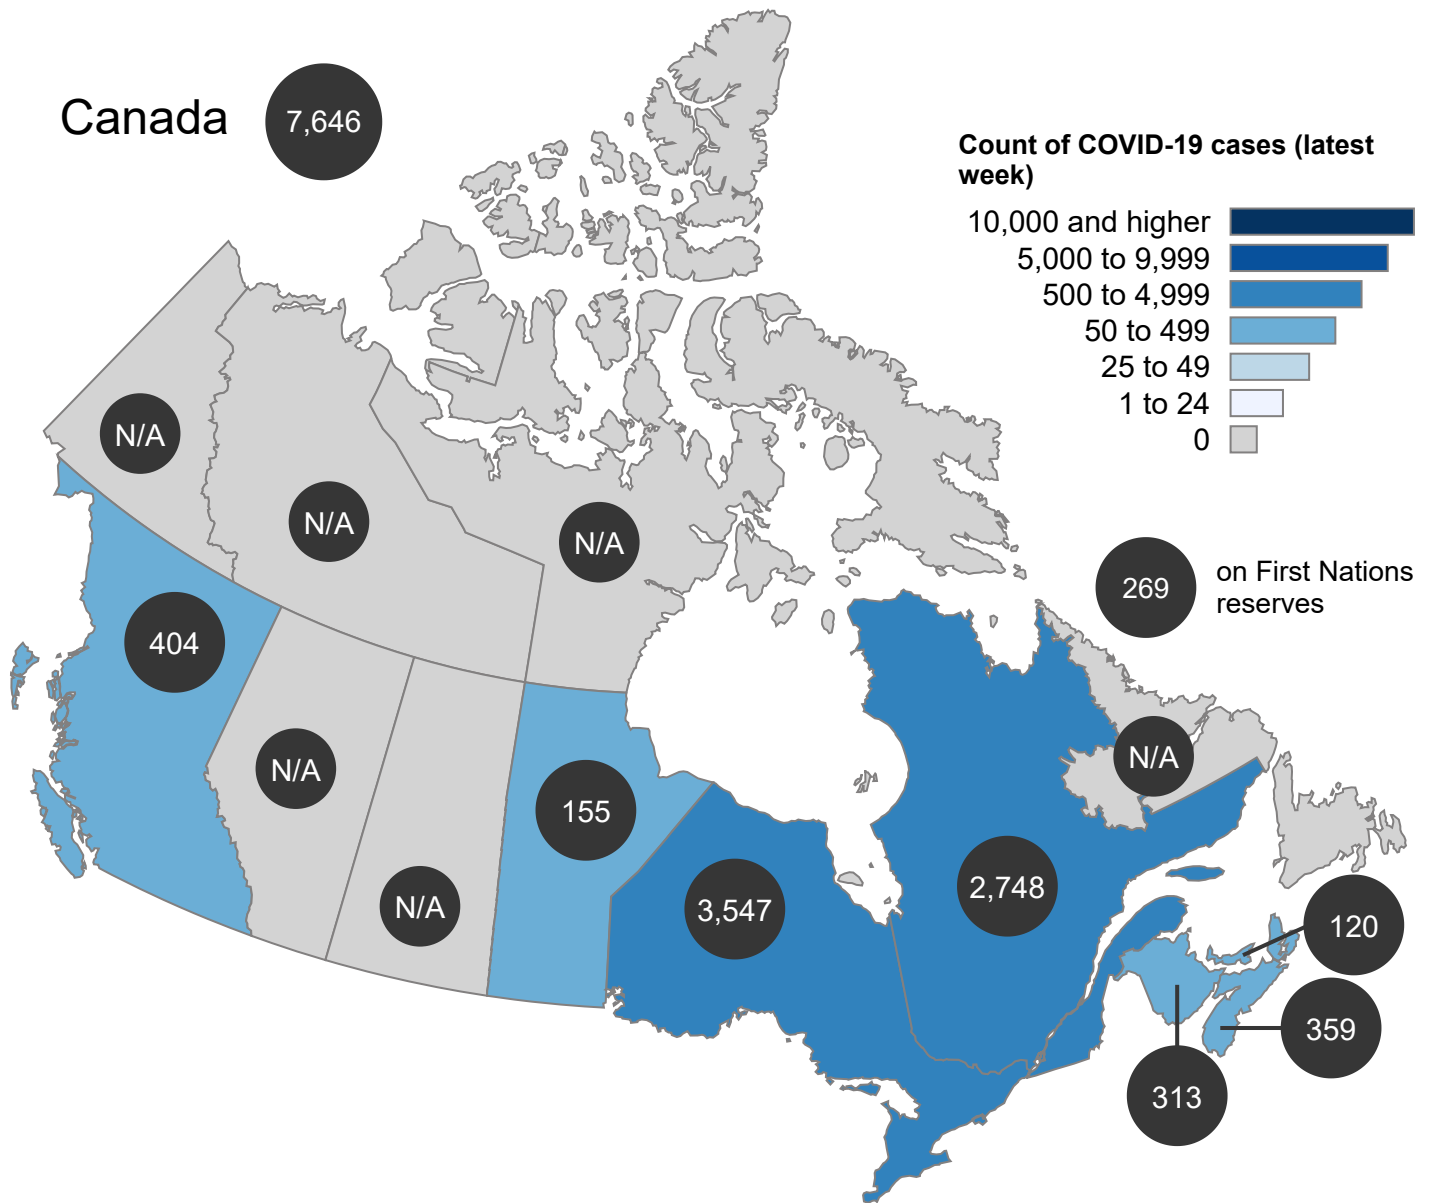 Canada
7,646
Count of COVID-19 cases (latest
week)
10,000 and higher
5,000 to 9,999
500 to 4,999
50 to 499
25 to 49
1 to 24
0
N/A
N/A
N/A
269
on First Nations
reserves
404
N/A
155
N/A
N/A
3,547
2,748
120
359
313